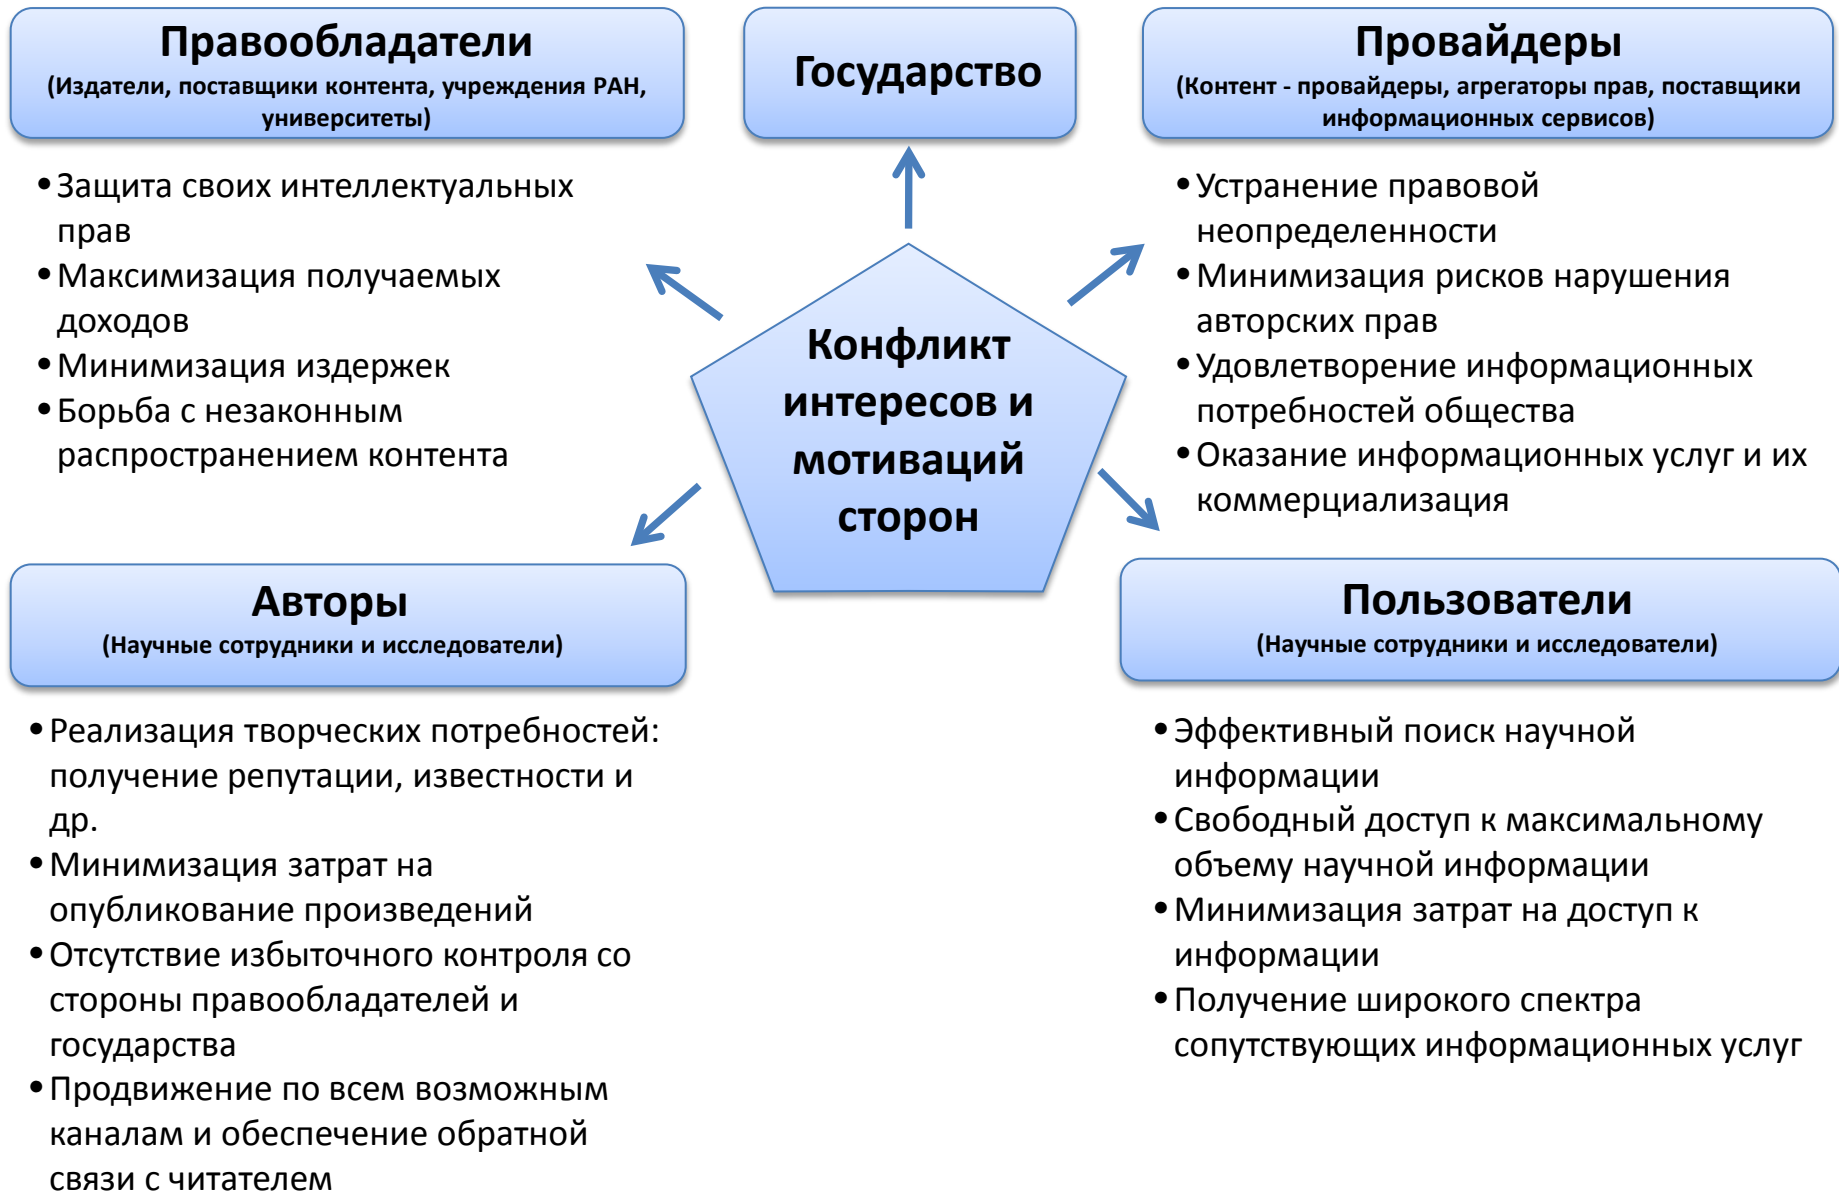 Правообладатели
(Издатели, поставщики контента, учреждения РАН,
университеты)
• Защита своих интеллектуальных
прав
• Максимизация получаемых
доходов
• Минимизация издержек
• Борьба с незаконным
распространением контента
Государство
Провайдеры
(Контент - провайдеры, агрегаторы прав, поставщики
информационных сервисов)
• Устранение правовой
неопределенности
• Минимизация рисков нарушения
авторских прав
• Удовлетворение информационных
потребностей общества
• Оказание информационных услуг и их
коммерциализация
Конфликт
интересов и
мотиваций
сторон
Авторы
(Научные сотрудники и исследователи)
• Реализация творческих потребностей:
получение репутации, известности и
др.
• Минимизация затрат на
опубликование произведений
• Отсутствие избыточного контроля со
стороны правообладателей и
государства
• Продвижение по всем возможным
каналам и обеспечение обратной
связи с читателем
Пользователи
(Научные сотрудники и исследователи)
• Эффективный поиск научной
информации
• Свободный доступ к максимальному
объему научной информации
• Минимизация затрат на доступ к
информации
• Получение широкого спектра
сопутствующих информационных услуг